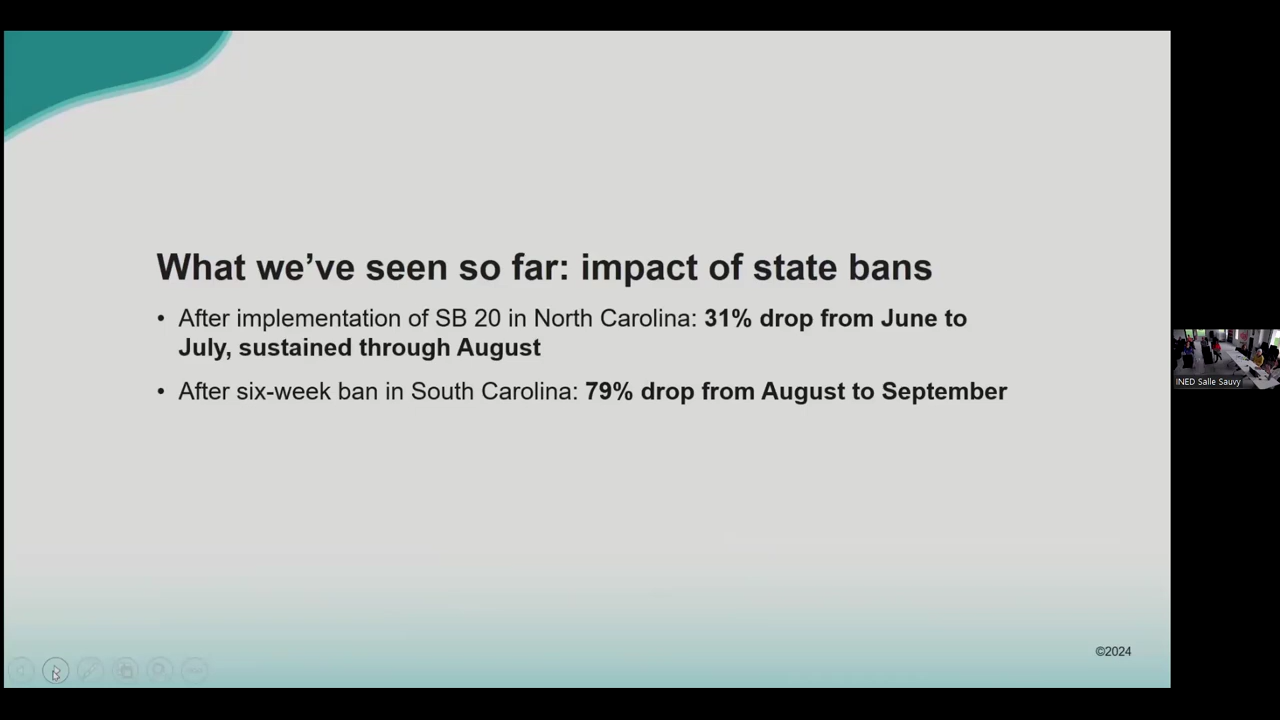 What we’ve seen so far: impact of state bans
• After implementation of SB 20 in North Carolina: 31% drop from June to
July, sustained through August
• After six-week ban in South Carolina: 79% drop from August to September
INED Salle Sauvy
©2024